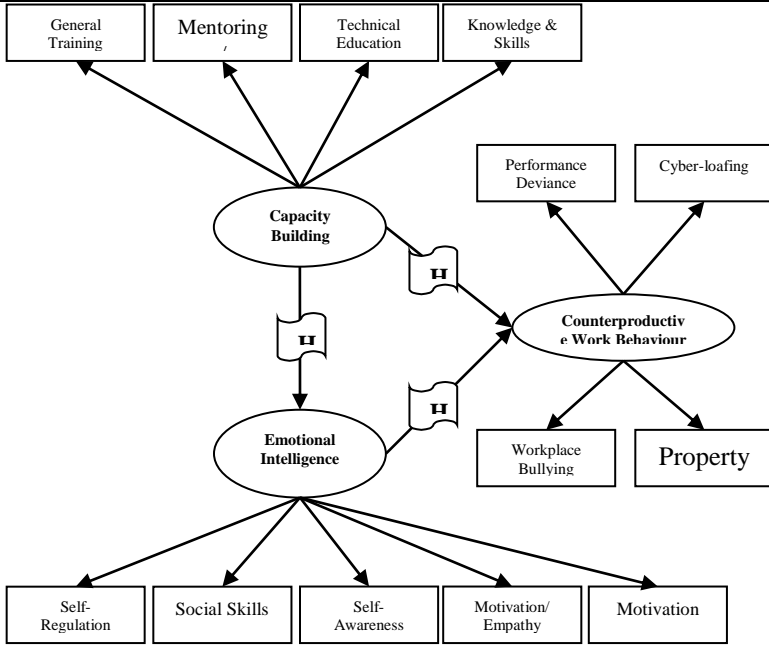 General
Training
Mentoring
,
Technical
Education
Knowledge &
Skills
Performance
Deviance
Cyber-loafing
Capacity
Building
H
H
Counterproductiv
e Work Behaviour
H
Emotional
Intelligence
Workplace
Bullying
Property
Self-
Regulation
Social Skills
Self-
Awareness
Motivation/
Empathy
Motivation